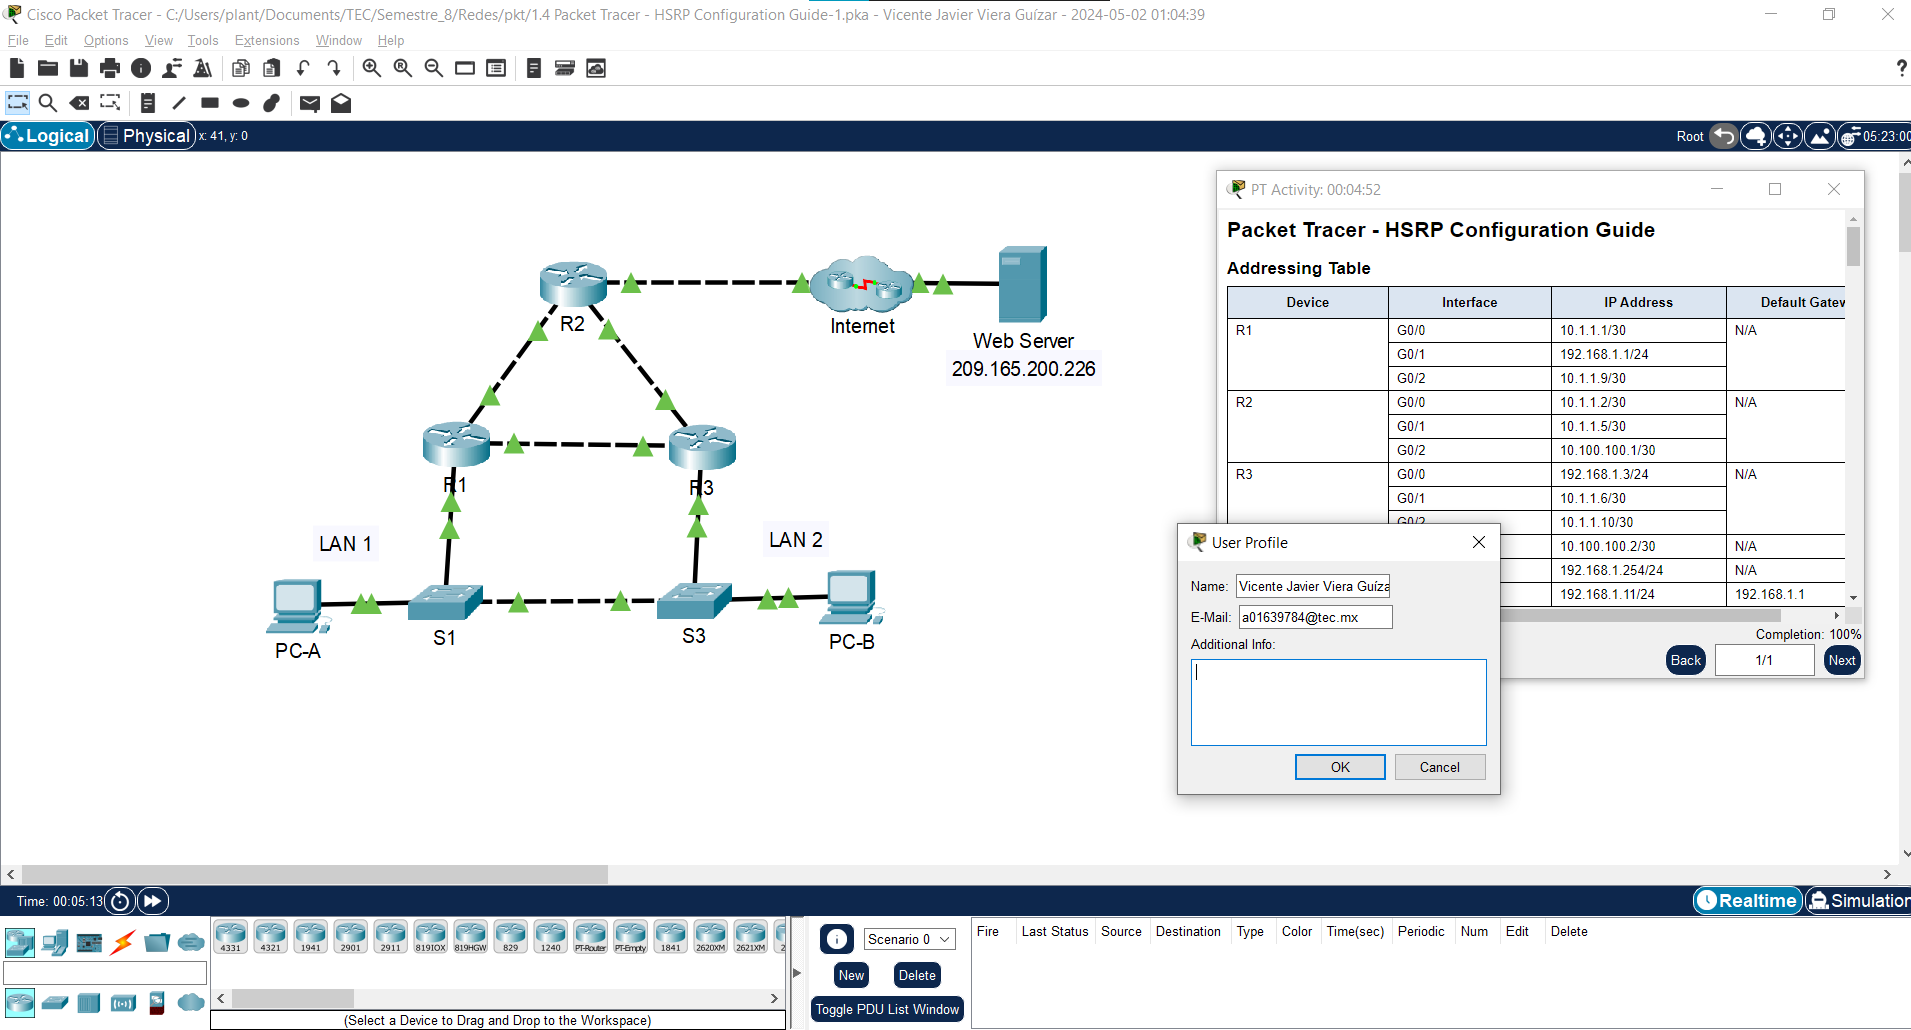 Cisco Packet Tracer - C:/Users/plant/Documents/TEC/Semestre_8/Redes/pkt/1.4 Packet Tracer - HSRP Configuration Guide-1.pka - Vicente Javier Viera Guízar - 2024-05-02 01:04:39
File Edit Options View Tools Extensions Window Help
?
Logical Physical x: 41, y: 0 Root 05:23:00
PT Activity: 00:04:52
Packet Tracer - HSRP Configuration Guide
Addressing Table
Device Interface IP Address Default Gatew
R1 G0/0 10.1.1.1/30 N/A
G0/1 192.168.1.1/24
G0/2 10.1.1.9/30
R2 G0/0 10.1.1.2/30 N/A
G0/1 10.1.1.5/30
G0/2 10.100.100.1/30
R3 G0/0 192.168.1.3/24 N/A
G0/1 10.1.1.6/30
G0/2 10.1.1.10/30
10.100.100.2/30 N/A
192.168.1.254/24 N/A
192.168.1.11/24 192.168.1.1
Completion: 100%
Back 1/1 Next
User Profile
Name: Vicente Javier Viera Guíza
E-Mail: a01639784@tec.mx
Additional Info:
OK Cancel
R2
Internet
Web Server
209.165.200.226
R1
R3
LAN 1
LAN 2
PC-A
S1
S3
PC-B
Time: 00:05:13 Realtime Simulation
4331 4321 1941 2901 2911 819IOX 819HGW 829 1240 PT-Router PT-Empty 1841 2620XM 2621XM 2
(Select a Device to Drag and Drop to the Workspace)
Scenario 0
New Delete
Toggle PDU List Window
Fire Last Status Source Destination Type Color Time(sec) Periodic Num Edit Delete